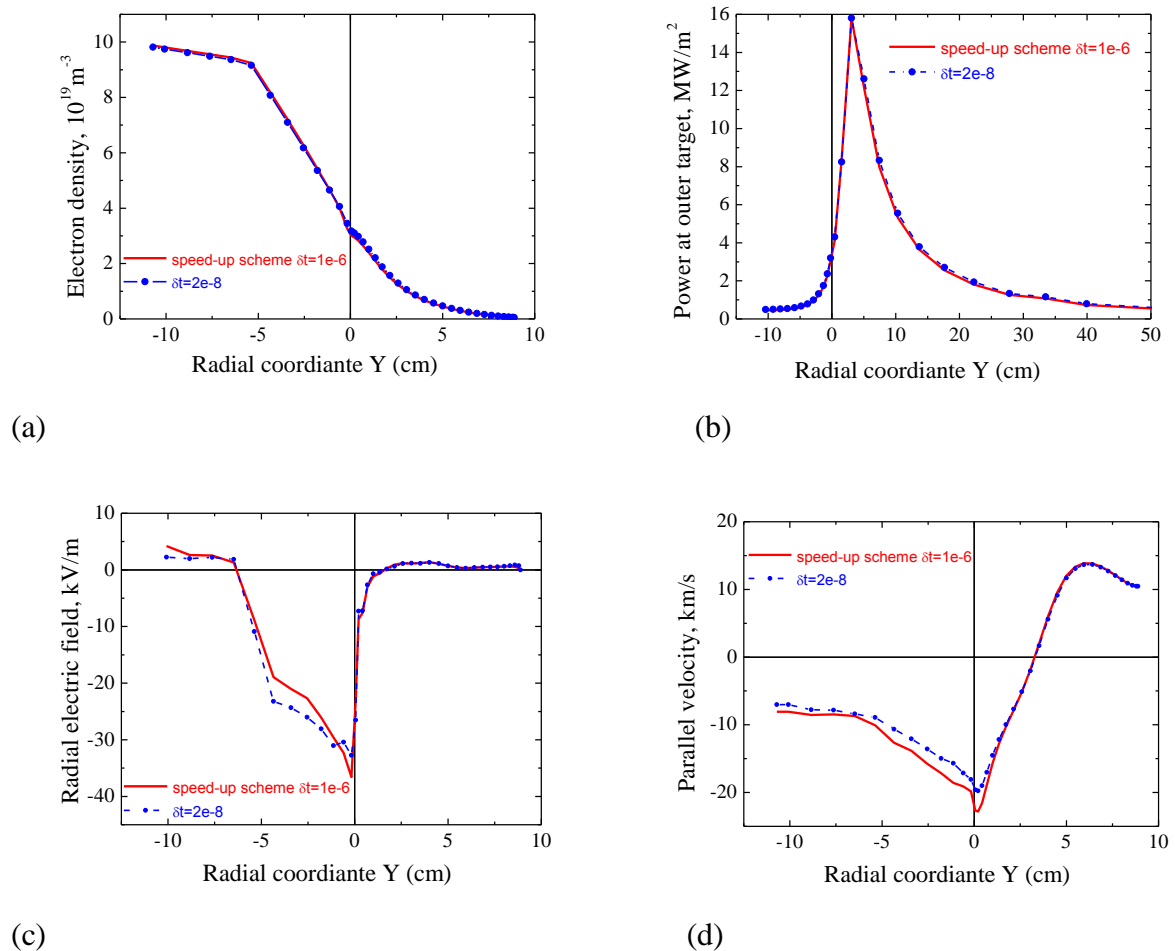 10
8
6
4
2
0
-10
-5
0
5
10
Electron density, 10^19 m^-3
speed-up scheme δt=1e-6
δt=2e-8
Radial coordiante Y (cm)
(a)
16
14
12
10
8
6
4
2
0
-10
0
10
20
30
40
50
Power at outer target, MW/m^2
speed-up scheme δt=1e-6
δt=2e-8
Radial coordiante Y (cm)
(b)
10
0
-10
-20
-30
-40
-10
-5
0
5
10
Radial electric field, kV/m
speed-up scheme δt=1e-6
δt=2e-8
Radial coordiante Y (cm)
(c)
20
10
0
-10
-20
-10
-5
0
5
10
Parallel velocity, km/s
speed-up scheme δt=1e-6
δt=2e-8
Radial coordiante Y (cm)
(d)